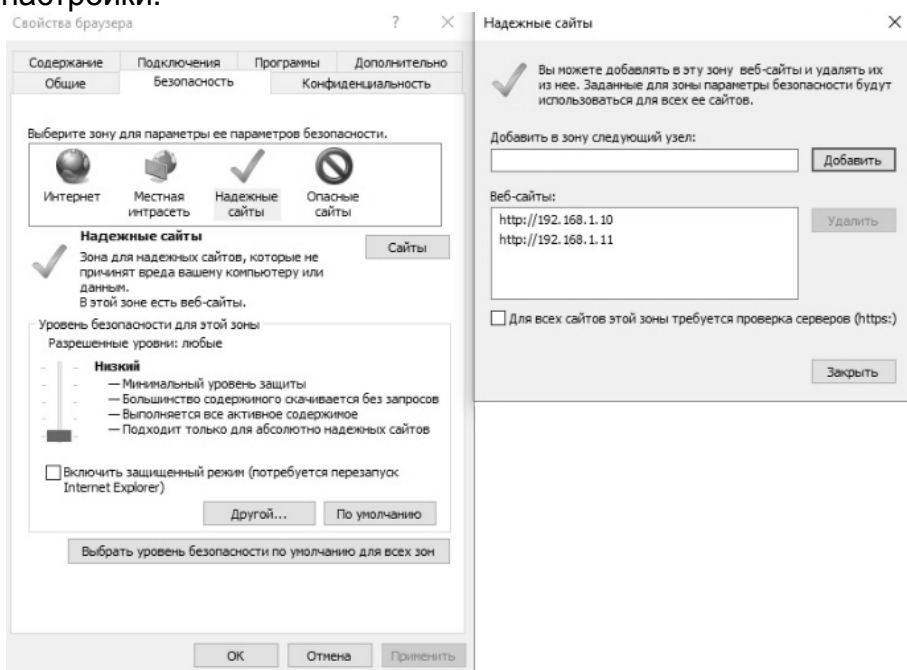 настройки.
Свойства браузера
?
Содержание Подключения Программы Дополнительно
Общие Безопасность Конфиденциальность
Выберите зону для параметры ее параметров безопасности.
Интернет
Местная интрасеть
Надежные сайты
Опасные сайты
Надежные сайты
Зона для надежных сайтов, которые не
причинят вреда вашему компьютеру или
данным.
В этой зоне есть веб-сайты.
Сайты
Уровень безопасности для этой зоны
Разрешенные уровни: любые
Низкий
— Минимальный уровень защиты
— Большинство содержимого скачивается без запросов
— Выполняется все активное содержимое
— Подходит только для абсолютно надежных сайтов
Включить защищенный режим (потребуется перезапуск
Internet Explorer)
Другой...
По умолчанию
Выбрать уровень безопасности по умолчанию для всех зон
ОК
Отмена
Применить
Надежные сайты
Вы можете добавлять в эту зону веб-сайты и удалять их
из нее. Заданные для зоны параметры безопасности будут
использоваться для всех ее сайтов.
Добавить в зону следующий узел:
Добавить
Веб-сайты:
http://192.168.1.10
http://192.168.1.11
Удалить
Для всех сайтов этой зоны требуется проверка серверов (https:)
Закрыть